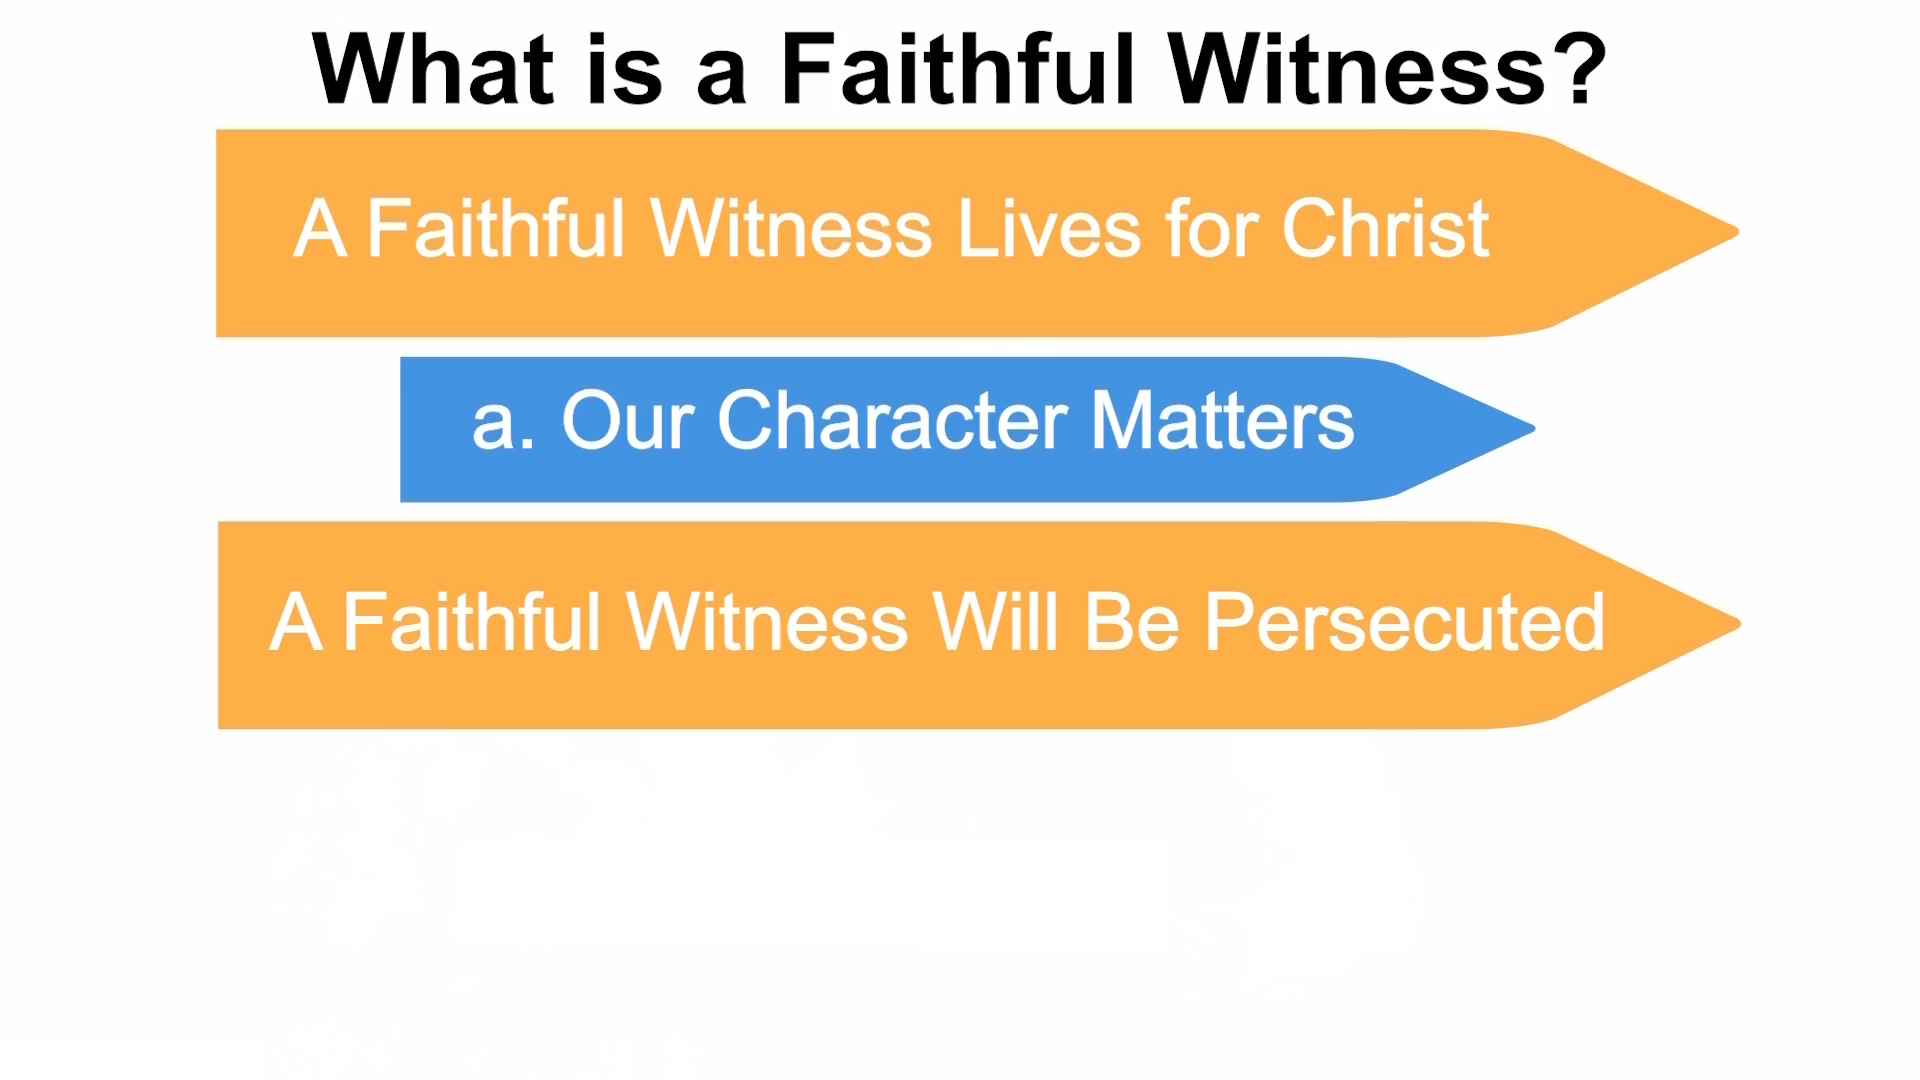 What is a Faithful Witness?
A Faithful Witness Lives for Christ
a. Our Character Matters
A Faithful Witness Will Be Persecuted